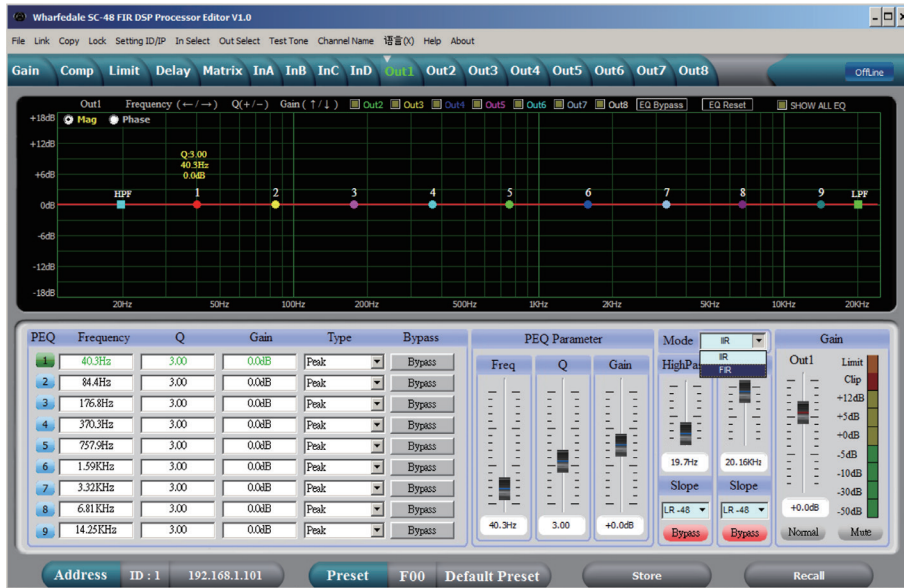 Wharfedale SC-48 FIR DSP Processor Editor V1.0
File Link Copy Lock Setting ID/IP In Select Out Select Test Tone Channel Name 语言(X) Help About
Gain Comp Limit Delay Matrix InA InB InC InD Out1 Out2 Out3 Out4 Out5 Out6 Out7 Out8 OffLine
Out1 Frequency (←/→) Q(+/−) Gain (↑/↓) Out2 Out3 Out4 Out5 Out6 Out7 Out8 EQ Bypass EQ Reset SHOW ALL EQ
+18dB Mag Phase
+12dB
Q:3.00
40.3Hz
+6dB 0.0dB
HPF 1 2 3 4 5 6 7 8 9 LPF
0dB
-6dB
-12dB
-18dB
20Hz 50Hz 100Hz 200Hz 500Hz 1KHz 2KHz 5KHz 10KHz 20KHz
PEQ Frequency Q Gain Type Bypass
1 40.3Hz 3.00 0.0dB Peak Bypass
2 84.4Hz 3.00 0.0dB Peak Bypass
3 176.8Hz 3.00 0.0dB Peak Bypass
4 370.3Hz 3.00 0.0dB Peak Bypass
5 757.9Hz 3.00 0.0dB Peak Bypass
6 1.59KHz 3.00 0.0dB Peak Bypass
7 3.32KHz 3.00 0.0dB Peak Bypass
8 6.81KHz 3.00 0.0dB Peak Bypass
9 14.25KHz 3.00 0.0dB Peak Bypass
PEQ Parameter
Freq Q Gain
40.3Hz 3.00 +0.0dB
Mode IIR
IIR
FIR
HighPa
19.7Hz 20.16KHz
Slope Slope
LR -48 LR -48
Bypass Bypass
Gain
Out1 Limit
Clip
+12dB
+5dB
+0dB
-5dB
-10dB
-30dB
-50dB
+0.0dB
Normal Mute
Address ID : 1 192.168.1.101 Preset F00 Default Preset Store Recall